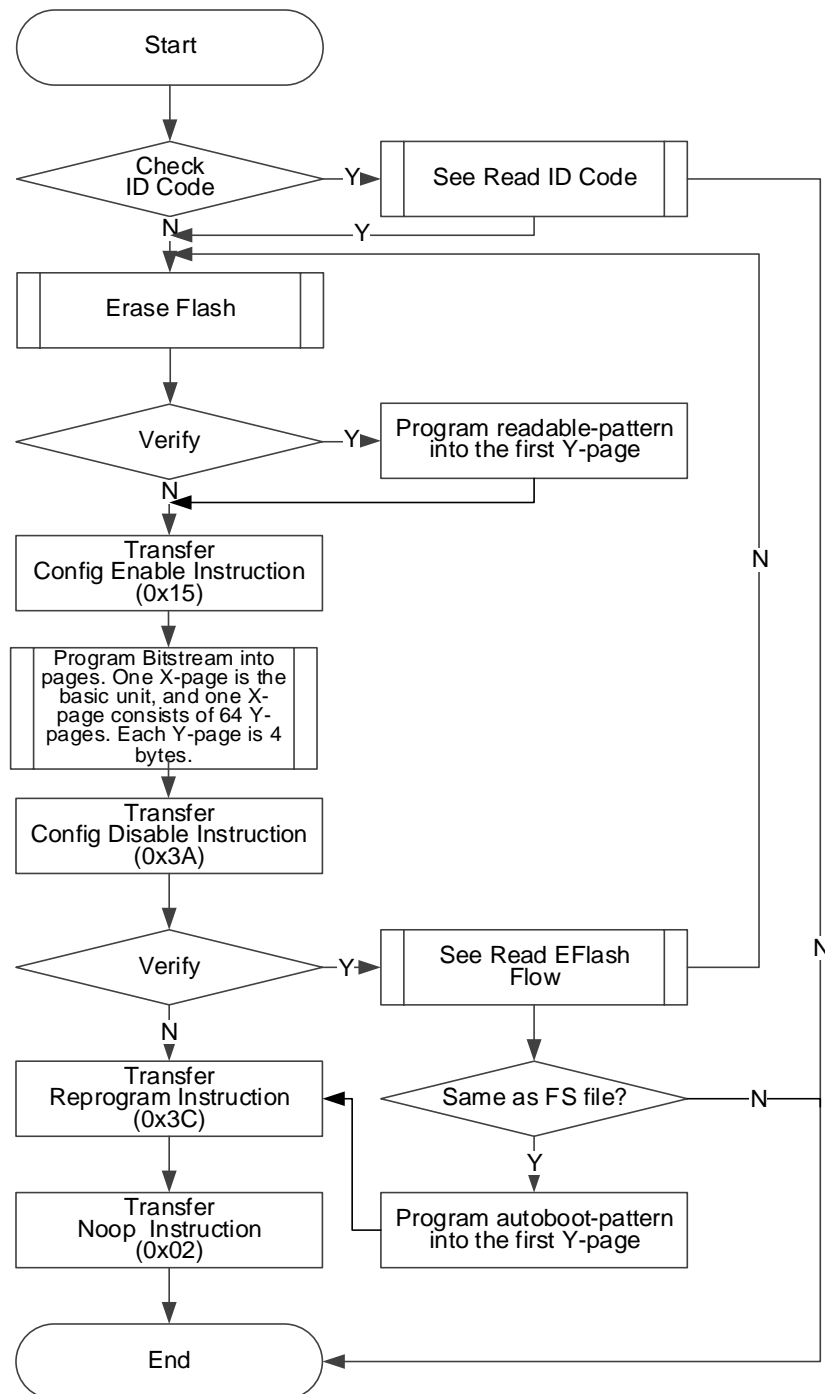 Start
Check
ID Code
Y
See Read ID Code
N
Y
Erase Flash
Verify
Y
Program readable-pattern
into the first Y-page
N
Transfer
Config Enable Instruction
(0x15)
N
Program Bitstream into
pages. One X-page is the
basic unit, and one X-
page consists of 64 Y-
pages. Each Y-page is 4
bytes.
Transfer
Config Disable Instruction
(0x3A)
Verify
Y
See Read EFlash
Flow
N
N
Transfer
Reprogram Instruction
(0x3C)
Same as FS file?
N
Y
Transfer
Noop Instruction
(0x02)
Program autoboot-pattern
into the first Y-page
End